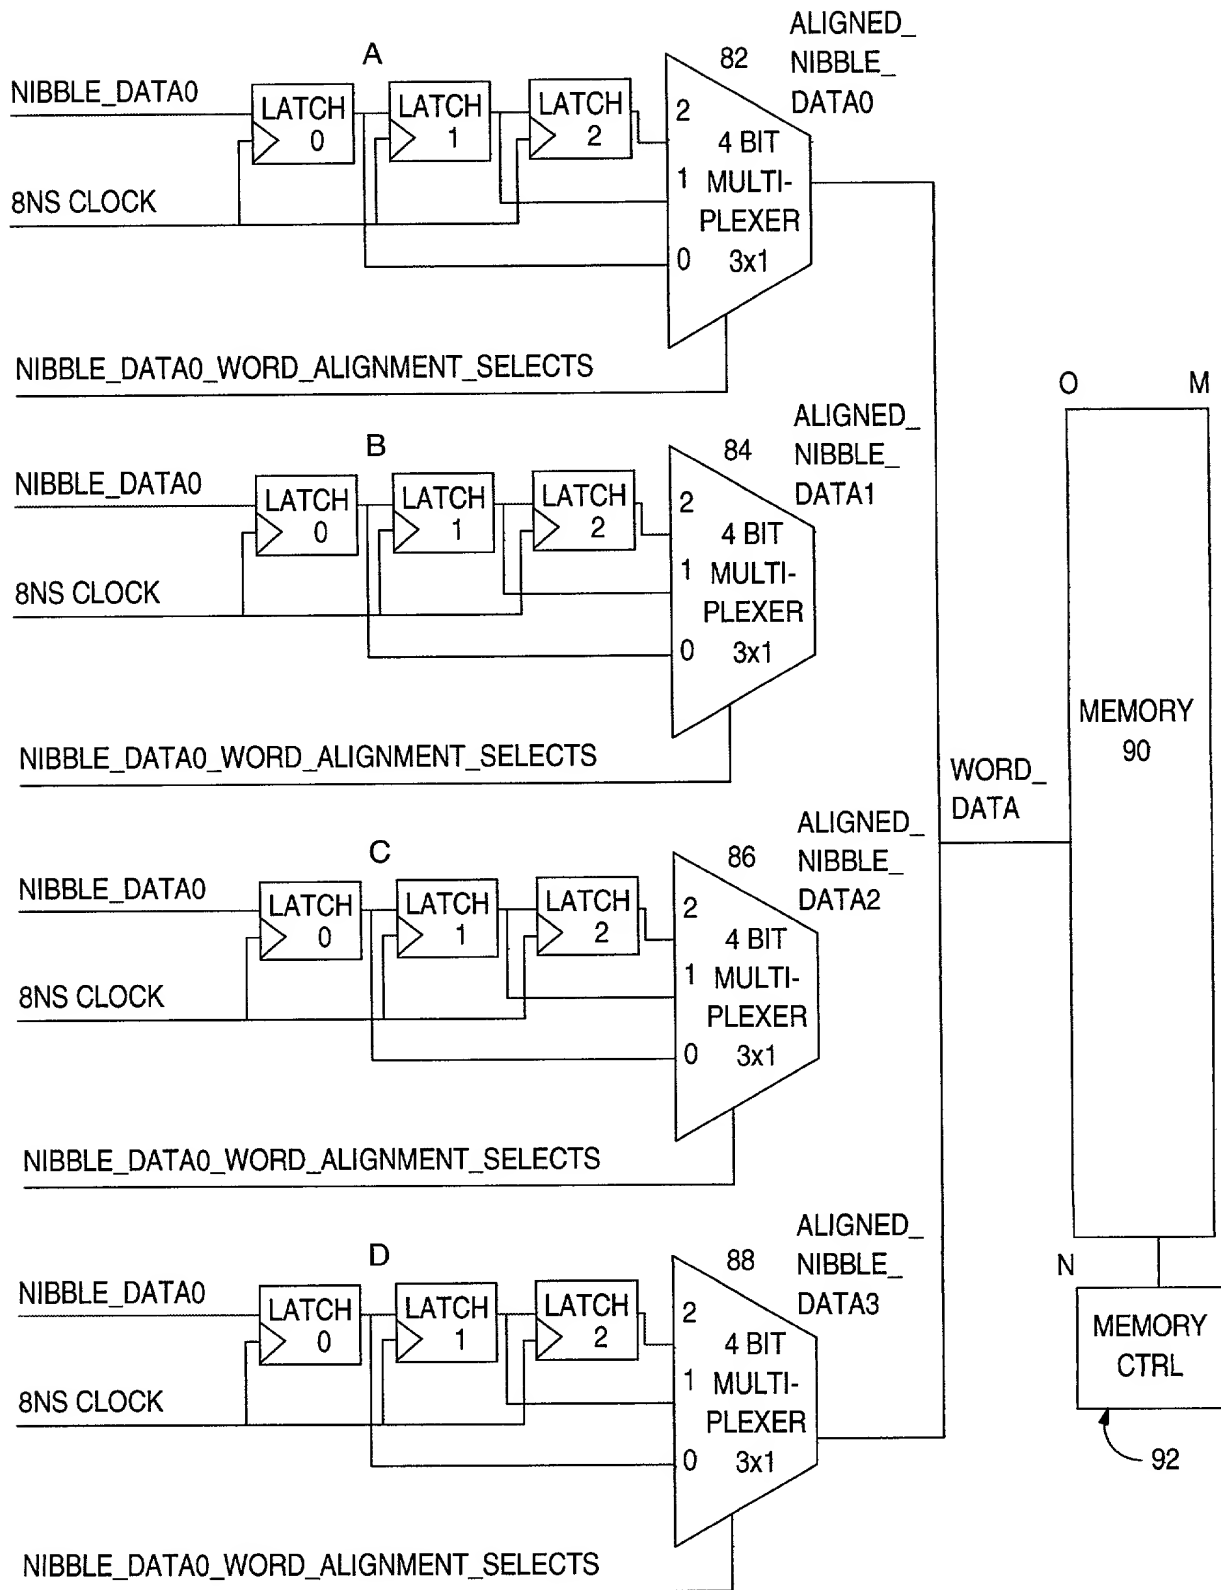 A
NIBBLE_DATA0
8NS CLOCK
LATCH
0
LATCH
1
LATCH
2
82
2
1
0
4 BIT
MULTI-
PLEXER
3x1
ALIGNED_
NIBBLE_
DATA0
NIBBLE_DATA0_WORD_ALIGNMENT_SELECTS
B
NIBBLE_DATA0
8NS CLOCK
LATCH
0
LATCH
1
LATCH
2
84
2
1
0
4 BIT
MULTI-
PLEXER
3x1
ALIGNED_
NIBBLE_
DATA1
NIBBLE_DATA0_WORD_ALIGNMENT_SELECTS
C
NIBBLE_DATA0
8NS CLOCK
LATCH
0
LATCH
1
LATCH
2
86
2
1
0
4 BIT
MULTI-
PLEXER
3x1
ALIGNED_
NIBBLE_
DATA2
NIBBLE_DATA0_WORD_ALIGNMENT_SELECTS
D
NIBBLE_DATA0
8NS CLOCK
LATCH
0
LATCH
1
LATCH
2
88
2
1
0
4 BIT
MULTI-
PLEXER
3x1
ALIGNED_
NIBBLE_
DATA3
NIBBLE_DATA0_WORD_ALIGNMENT_SELECTS
WORD_
DATA
O
M
MEMORY
90
N
MEMORY
CTRL
92